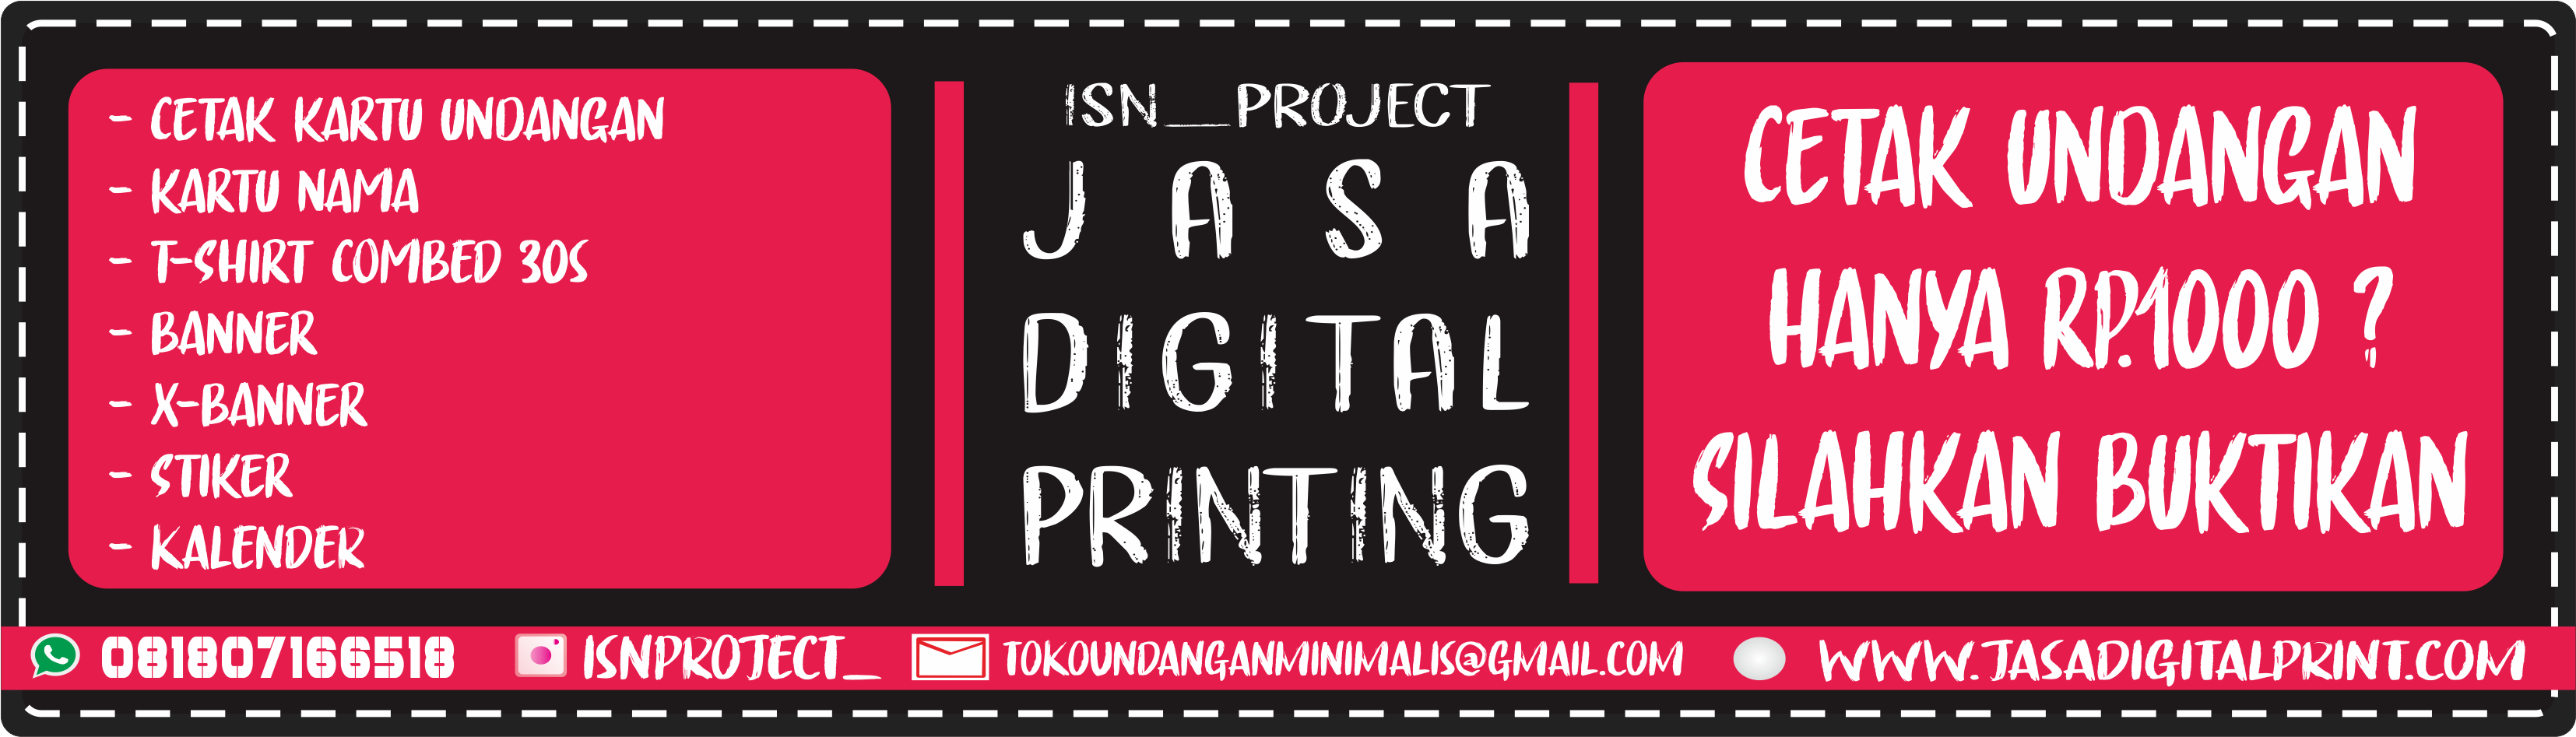 - CETAK KARTU UNDANGAN
- KARTU NAMA
- T-SHIRT COMBED 30S
- BANNER
- X-BANNER
- STIKER
- KALENDER
ISN__PROJECT
JASA
DIGITAL
PRINTING
CETAK UNDANGAN
HANYA RP.1000 ?
SILAHKAN BUKTIKAN
081807166518 ISNPROJECT_ TOKOUNDANGANMINIMALIS@GMAIL.COM WWW.JASADIGITALPRINT.COM